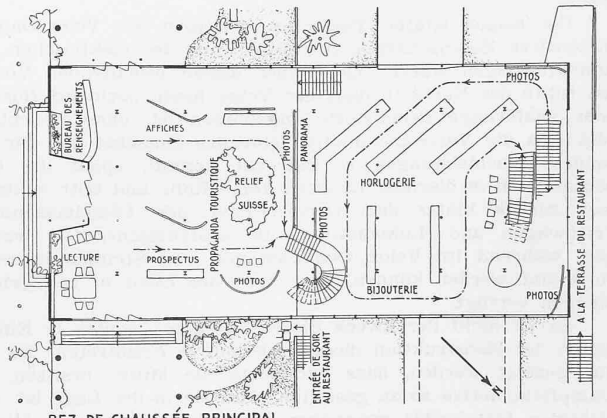 PHOTOS
BUREAU DES
RENSEIGNEMENTS
AFFICHES
PHOTOS
PANORAMA
PROPAGANDA TOURISTIQUE
RELIEF
SUISSE
HORLOGERIE
LECTURE
PROSPECTUS
PHOTOS
PHOTOS
BIJOUTERIE
PHOTOS
A LA TERRASSE DU RESTAURANT
ENTRÉE DE SOIR
AU RESTAURANT
N
REZ-DE-CHAUSSÉE PRINCIPAL